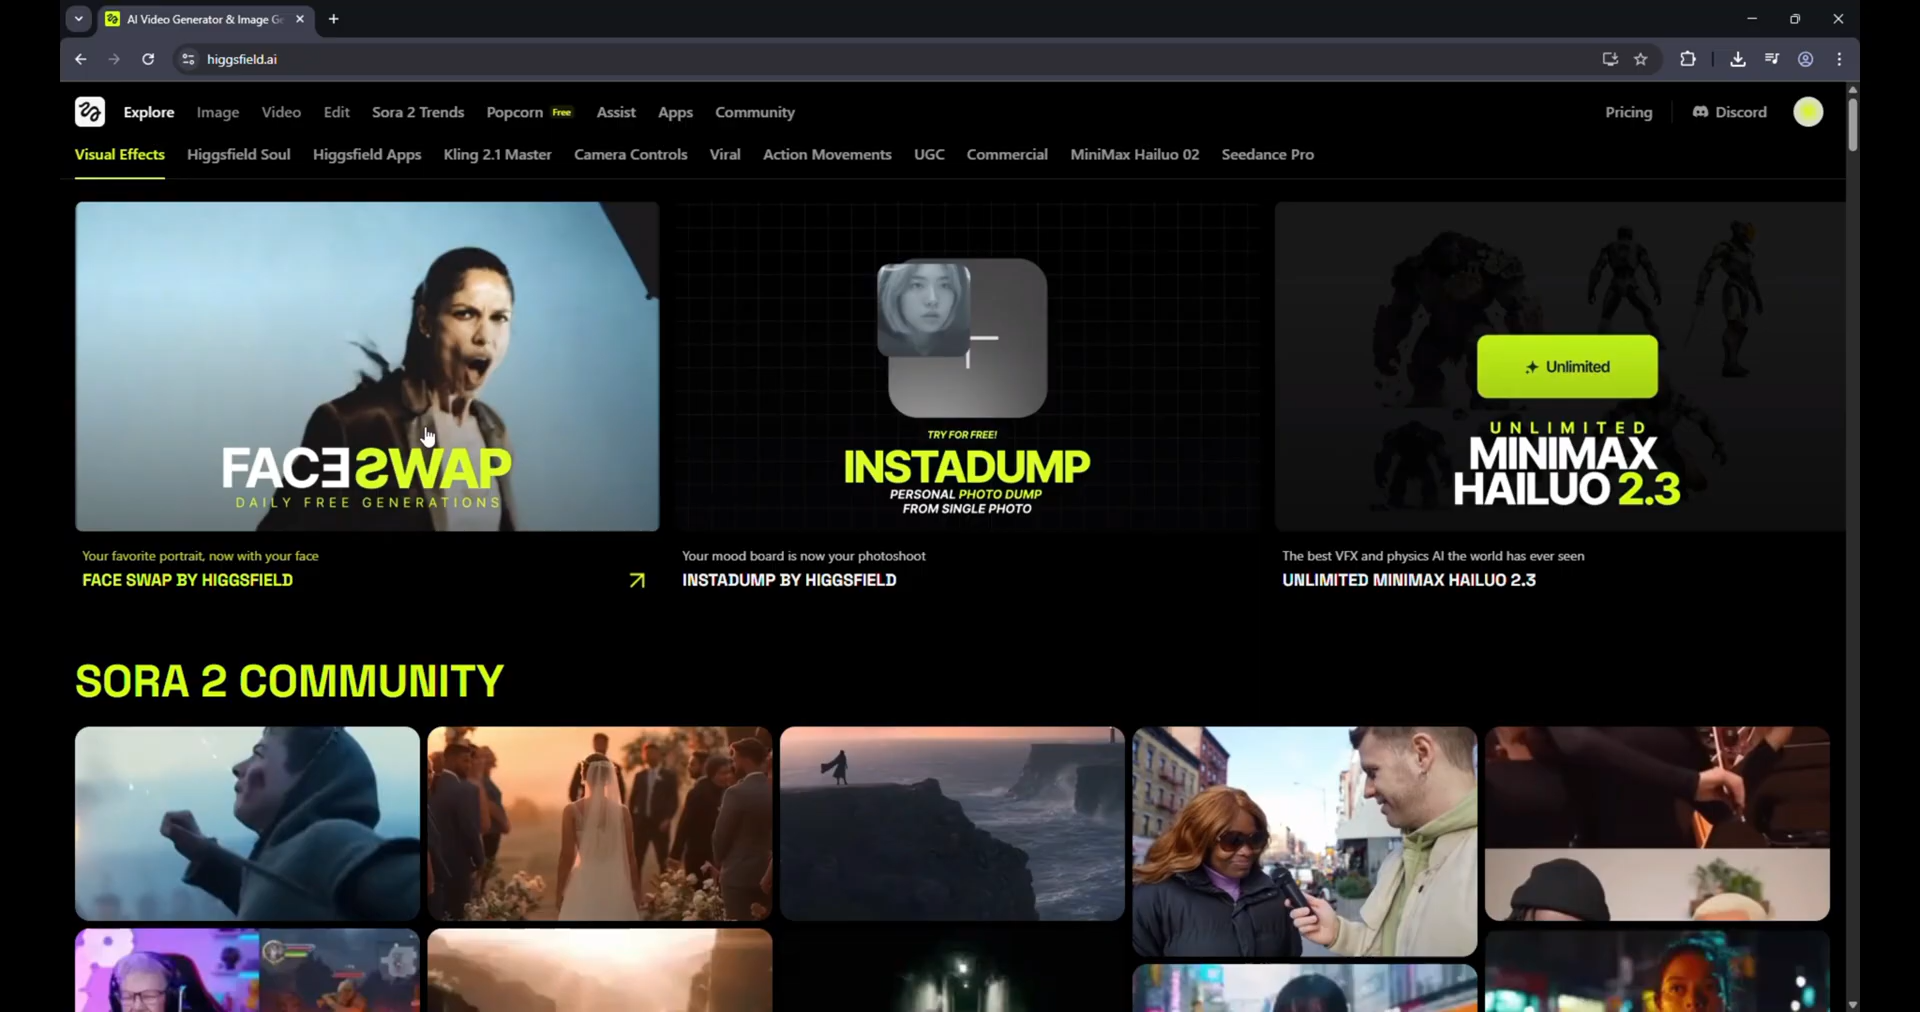 AI Video Generator & Image Ge
higgsfield.ai
Explore Image Video Edit Sora 2 Trends Popcorn Free Assist Apps Community Pricing Discord
Visual Effects Higgsfield Soul Higgsfield Apps Kling 2.1 Master Camera Controls Viral Action Movements UGC Commercial MiniMax Hailuo 02 Seedance Pro
FACE SWAP
DAILY FREE GENERATIONS
TRY FOR FREE!
INSTADUMP
PERSONAL PHOTO DUMP
FROM SINGLE PHOTO
Unlimited
UNLIMITED
MINIMAX
HAILUO 2.3
Your favorite portrait, now with your face
FACE SWAP BY HIGGSFIELD
Your mood board is now your photoshoot
INSTADUMP BY HIGGSFIELD
The best VFX and physics AI the world has ever seen
UNLIMITED MINIMAX HAILUO 2.3
SORA 2 COMMUNITY